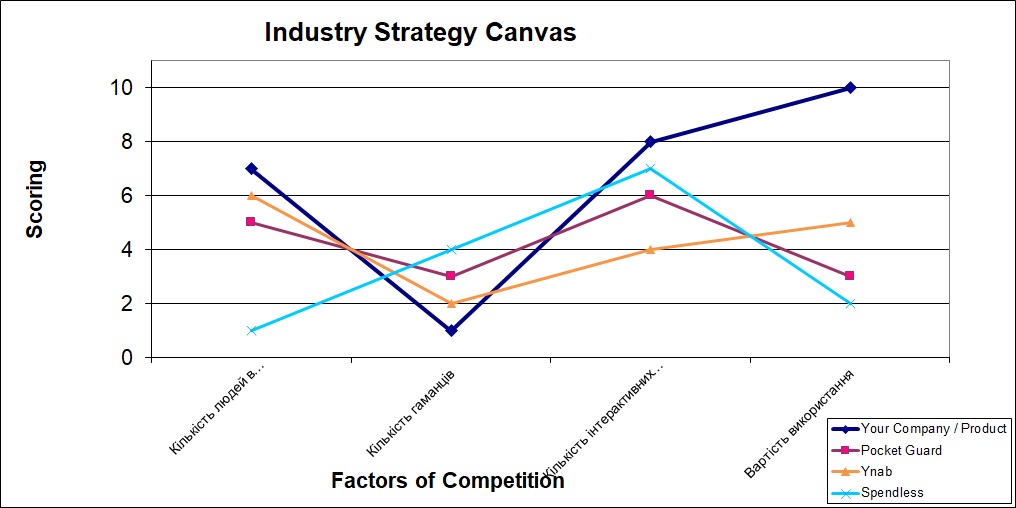 Industry Strategy Canvas
Scoring
10
8
6
4
2
0
Кількість людей в...
Кількість гаманців
Кількість інтерактивних...
Вартість використання
Factors of Competition
Your Company / Product
Pocket Guard
Ynab
Spendless